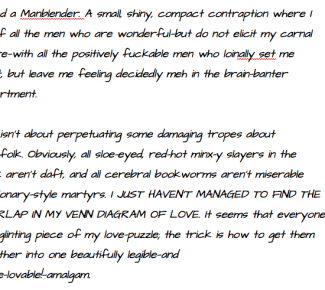 d a Manblender. A small, shiny, compact contraption where I
f all the men who are wonderful-but do not elicit my carnal
re-with all the positively fuckable men who loinally set me
, but leave me feeling decidedly meh in the brain-banter
rtment.
isn't about perpetuating some damaging tropes about
folk. Obviously, all sloe-eyed, red-hot minx-y slayers in the
aren't daft, and all cerebral bookworms aren't miserable
ionary-style martyrs. I JUST HAVEN'T MANAGED TO FIND THE
RLAP IN MY VENN DIAGRAM OF LOVE. It seems that everyone
glinting piece of my love-puzzle; the trick is how to get them
ther into one beautifully legible-and
e-lovable!-amalgam.